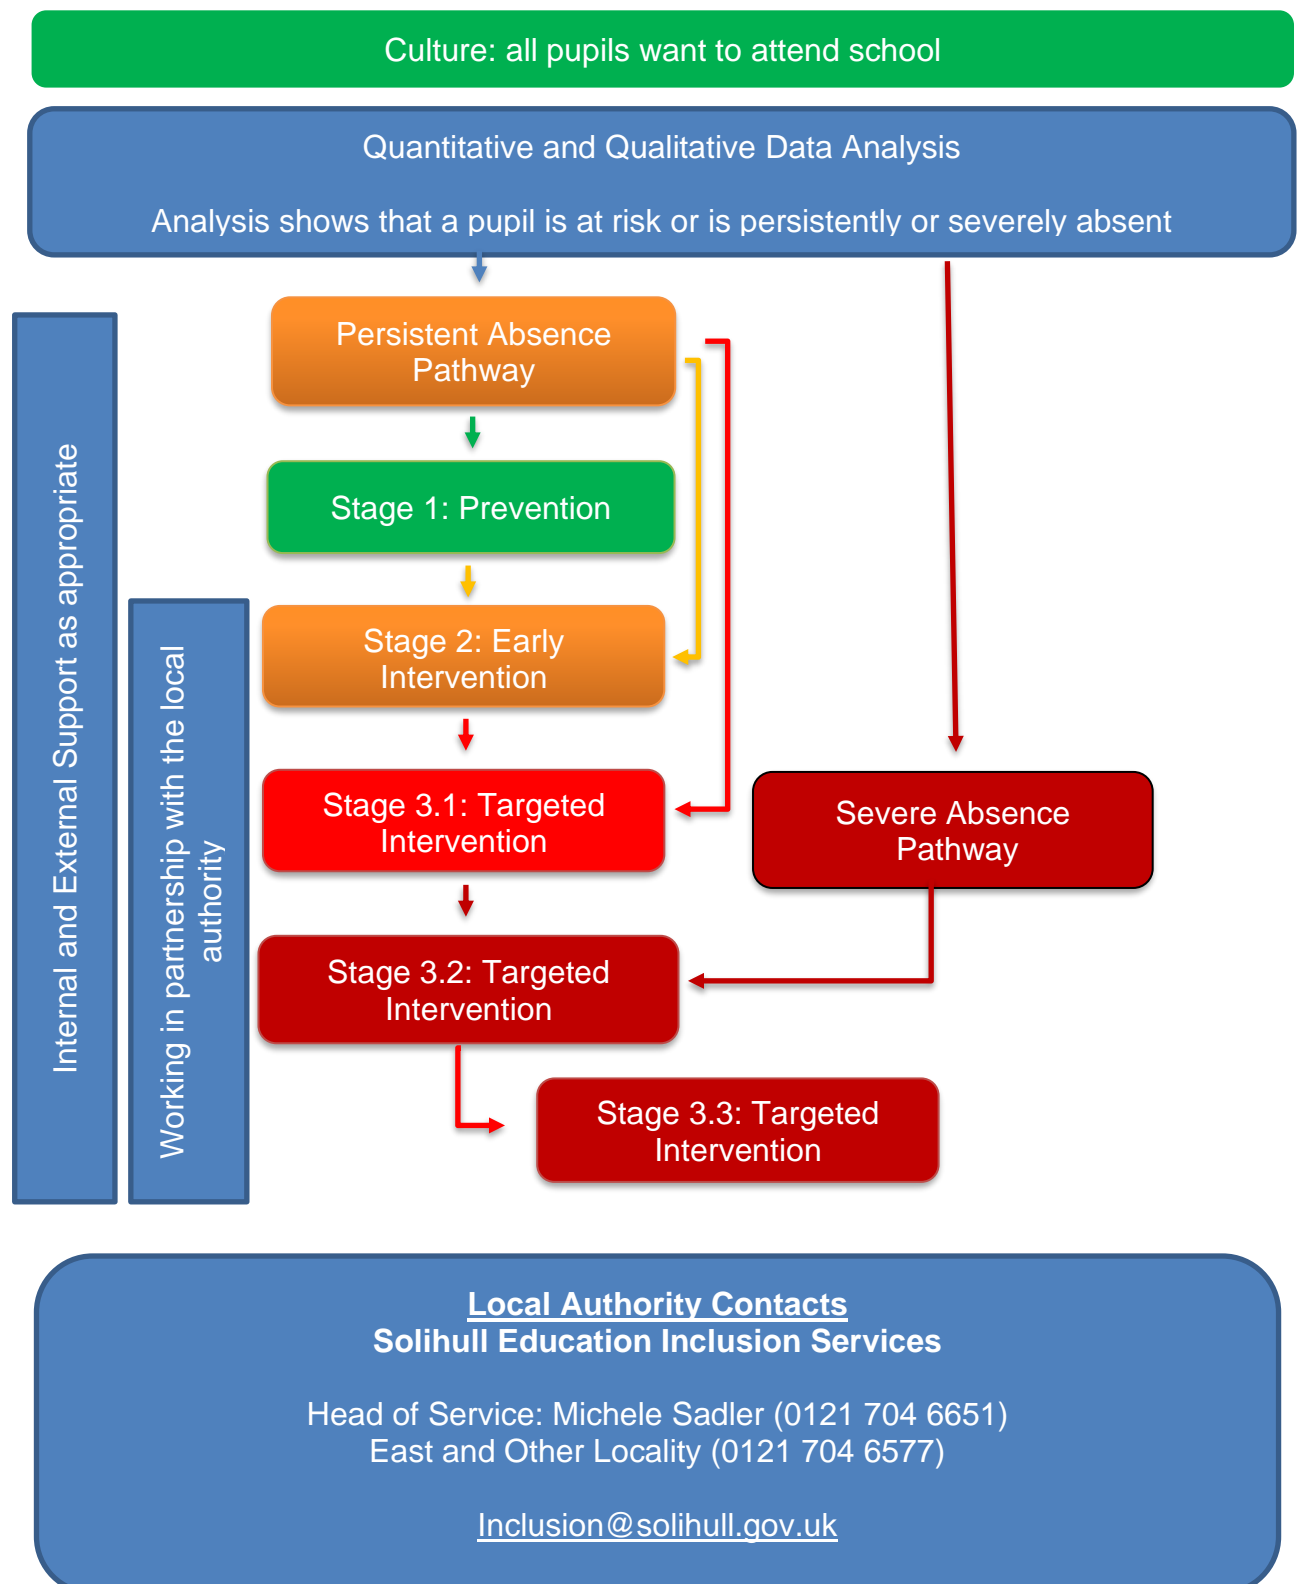 Culture: all pupils want to attend school
Quantitative and Qualitative Data Analysis
Analysis shows that a pupil is at risk or is persistently or severely absent
Internal and External Support as appropriate
Working in partnership with the local
authority
Persistent Absence
Pathway
Stage 1: Prevention
Stage 2: Early
Intervention
Stage 3.1: Targeted
Intervention
Severe Absence
Pathway
Stage 3.2: Targeted
Intervention
Stage 3.3: Targeted
Intervention
Local Authority Contacts
Solihull Education Inclusion Services
Head of Service: Michele Sadler (0121 704 6651)
East and Other Locality (0121 704 6577)
Inclusion@solihull.gov.uk